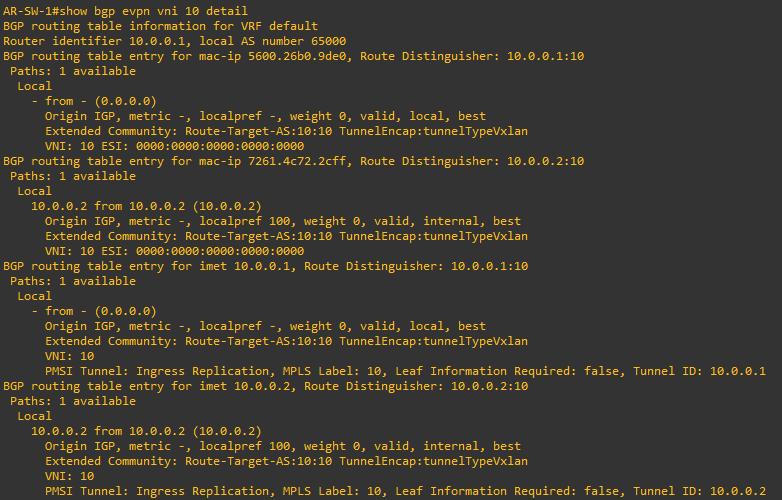 AR-SW-1#show bgp evpn vni 10 detail
BGP routing table information for VRF default
Router identifier 10.0.0.1, local AS number 65000
BGP routing table entry for mac-ip 5600.26b0.9de0, Route Distinguisher: 10.0.0.1:10
 Paths: 1 available
  Local
    - from - (0.0.0.0)
      Origin IGP, metric -, localpref -, weight 0, valid, local, best
      Extended Community: Route-Target-AS:10:10 TunnelEncap:tunnelTypeVxlan
      VNI: 10 ESI: 0000:0000:0000:0000:0000
BGP routing table entry for mac-ip 7261.4c72.2cff, Route Distinguisher: 10.0.0.2:10
 Paths: 1 available
  Local
    10.0.0.2 from 10.0.0.2 (10.0.0.2)
      Origin IGP, metric -, localpref 100, weight 0, valid, internal, best
      Extended Community: Route-Target-AS:10:10 TunnelEncap:tunnelTypeVxlan
      VNI: 10 ESI: 0000:0000:0000:0000:0000
BGP routing table entry for imet 10.0.0.1, Route Distinguisher: 10.0.0.1:10
 Paths: 1 available
  Local
    - from - (0.0.0.0)
      Origin IGP, metric -, localpref -, weight 0, valid, local, best
      Extended Community: Route-Target-AS:10:10 TunnelEncap:tunnelTypeVxlan
      VNI: 10
      PMSI Tunnel: Ingress Replication, MPLS Label: 10, Leaf Information Required: false, Tunnel ID: 10.0.0.1
BGP routing table entry for imet 10.0.0.2, Route Distinguisher: 10.0.0.2:10
 Paths: 1 available
  Local
    10.0.0.2 from 10.0.0.2 (10.0.0.2)
      Origin IGP, metric -, localpref 100, weight 0, valid, internal, best
      Extended Community: Route-Target-AS:10:10 TunnelEncap:tunnelTypeVxlan
      VNI: 10
      PMSI Tunnel: Ingress Replication, MPLS Label: 10, Leaf Information Required: false, Tunnel ID: 10.0.0.2